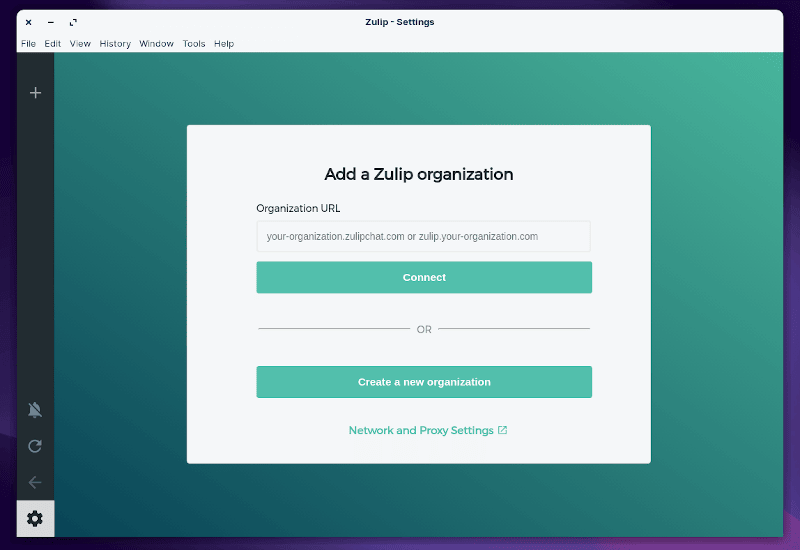 Zulip - Settings
File Edit View History Window Tools Help
Add a Zulip organization
Organization URL
your-organization.zulipchat.com or zulip.your-organization.com
Connect
OR
Create a new organization
Network and Proxy Settings